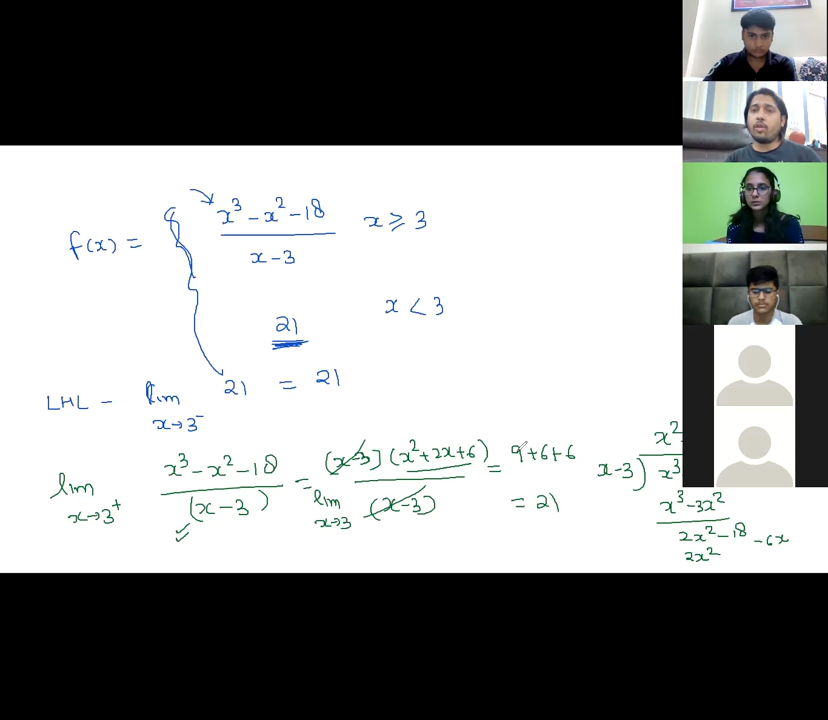 x³ - x² - 18 x ≥ 3
f(x) = {
x - 3
x < 3
21
LHL - lim 21 = 21
x→3⁻
x³ - x² - 18 = (x-3) (x² + 2x + 6) = 9 + 6 + 6 x - 3 ) x³
lim (x - 3) lim (x-3) = 21
x→3⁺ x→3
x²
x³ - 3x²
2x² - 18 - 6x
2x²